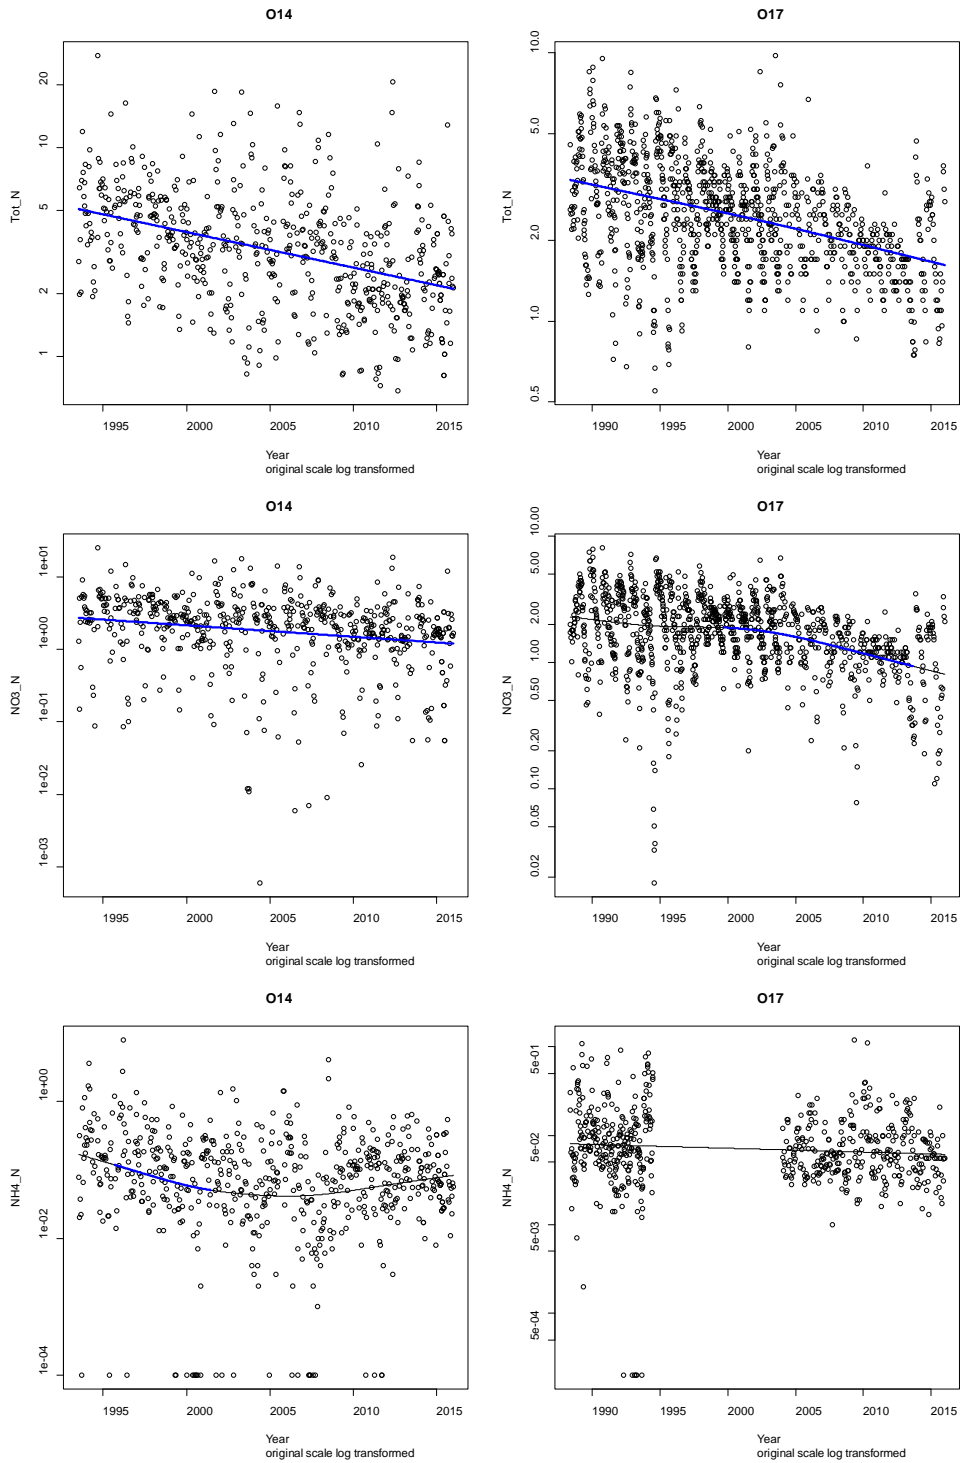 O14
Tot_N
20
10
5
2
1
1995 2000 2005 2010 2015
Year
original scale log transformed
O17
Tot_N
10.0
5.0
2.0
1.0
0.5
1990 1995 2000 2005 2010 2015
Year
original scale log transformed
O14
NO3_N
1e+01
1e+00
1e-01
1e-02
1e-03
1995 2000 2005 2010 2015
Year
original scale log transformed
O17
NO3_N
10.00
5.00
2.00
1.00
0.50
0.20
0.10
0.05
0.02
1990 1995 2000 2005 2010 2015
Year
original scale log transformed
O14
NH4_N
1e+00
1e-02
1e-04
1995 2000 2005 2010 2015
Year
original scale log transformed
O17
NH4_N
5e-01
5e-02
5e-03
5e-04
1990 1995 2000 2005 2010 2015
Year
original scale log transformed